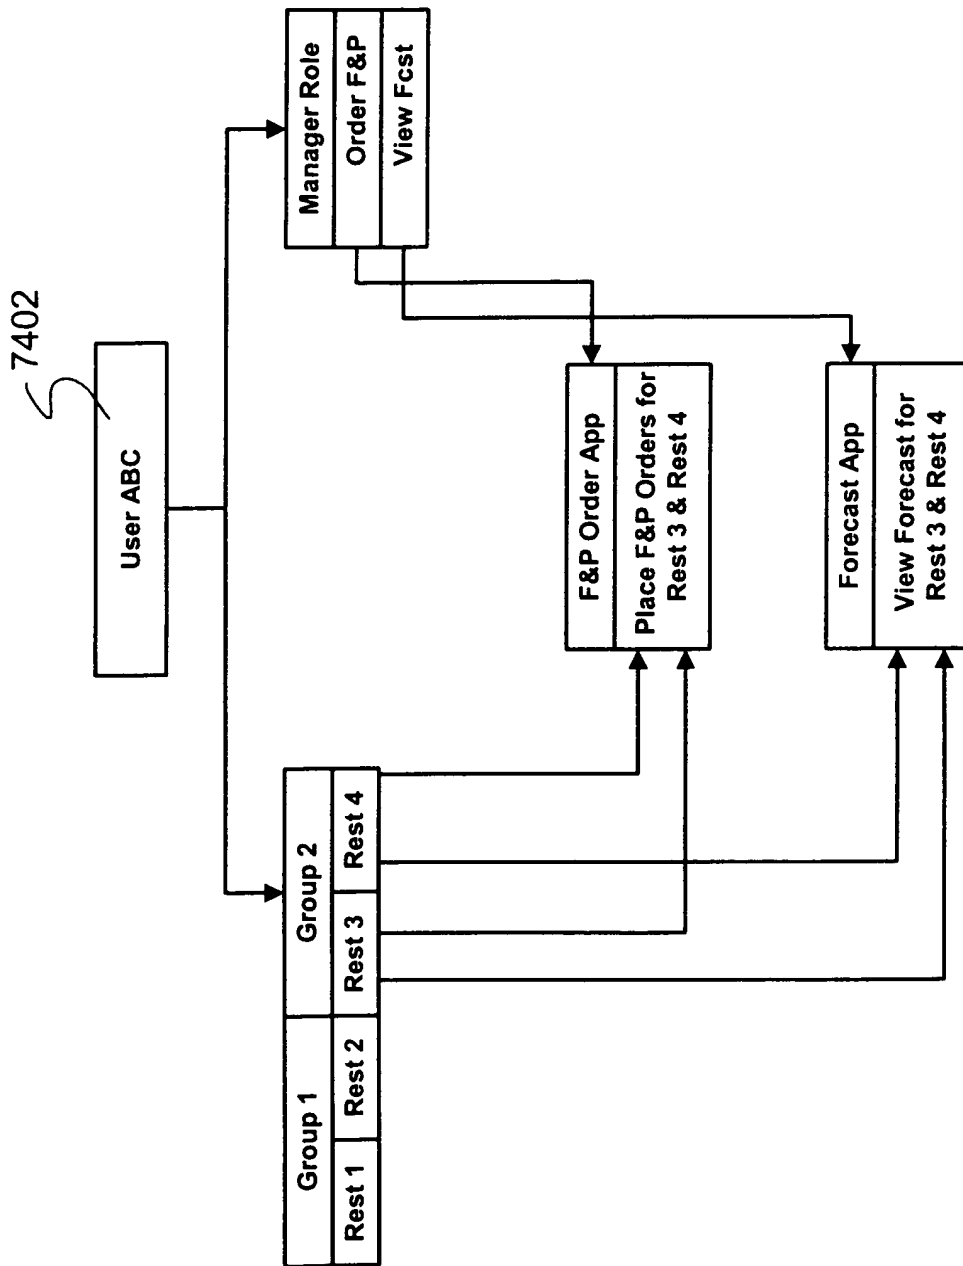 7402
User ABC
Group 1
Group 2
Rest 1
Rest 2
Rest 3
Rest 4
Manager Role
Order F&P
View Fcst
F&P Order App
Place F&P Orders for
Rest 3 & Rest 4
Forecast App
View Forecast for
Rest 3 & Rest 4